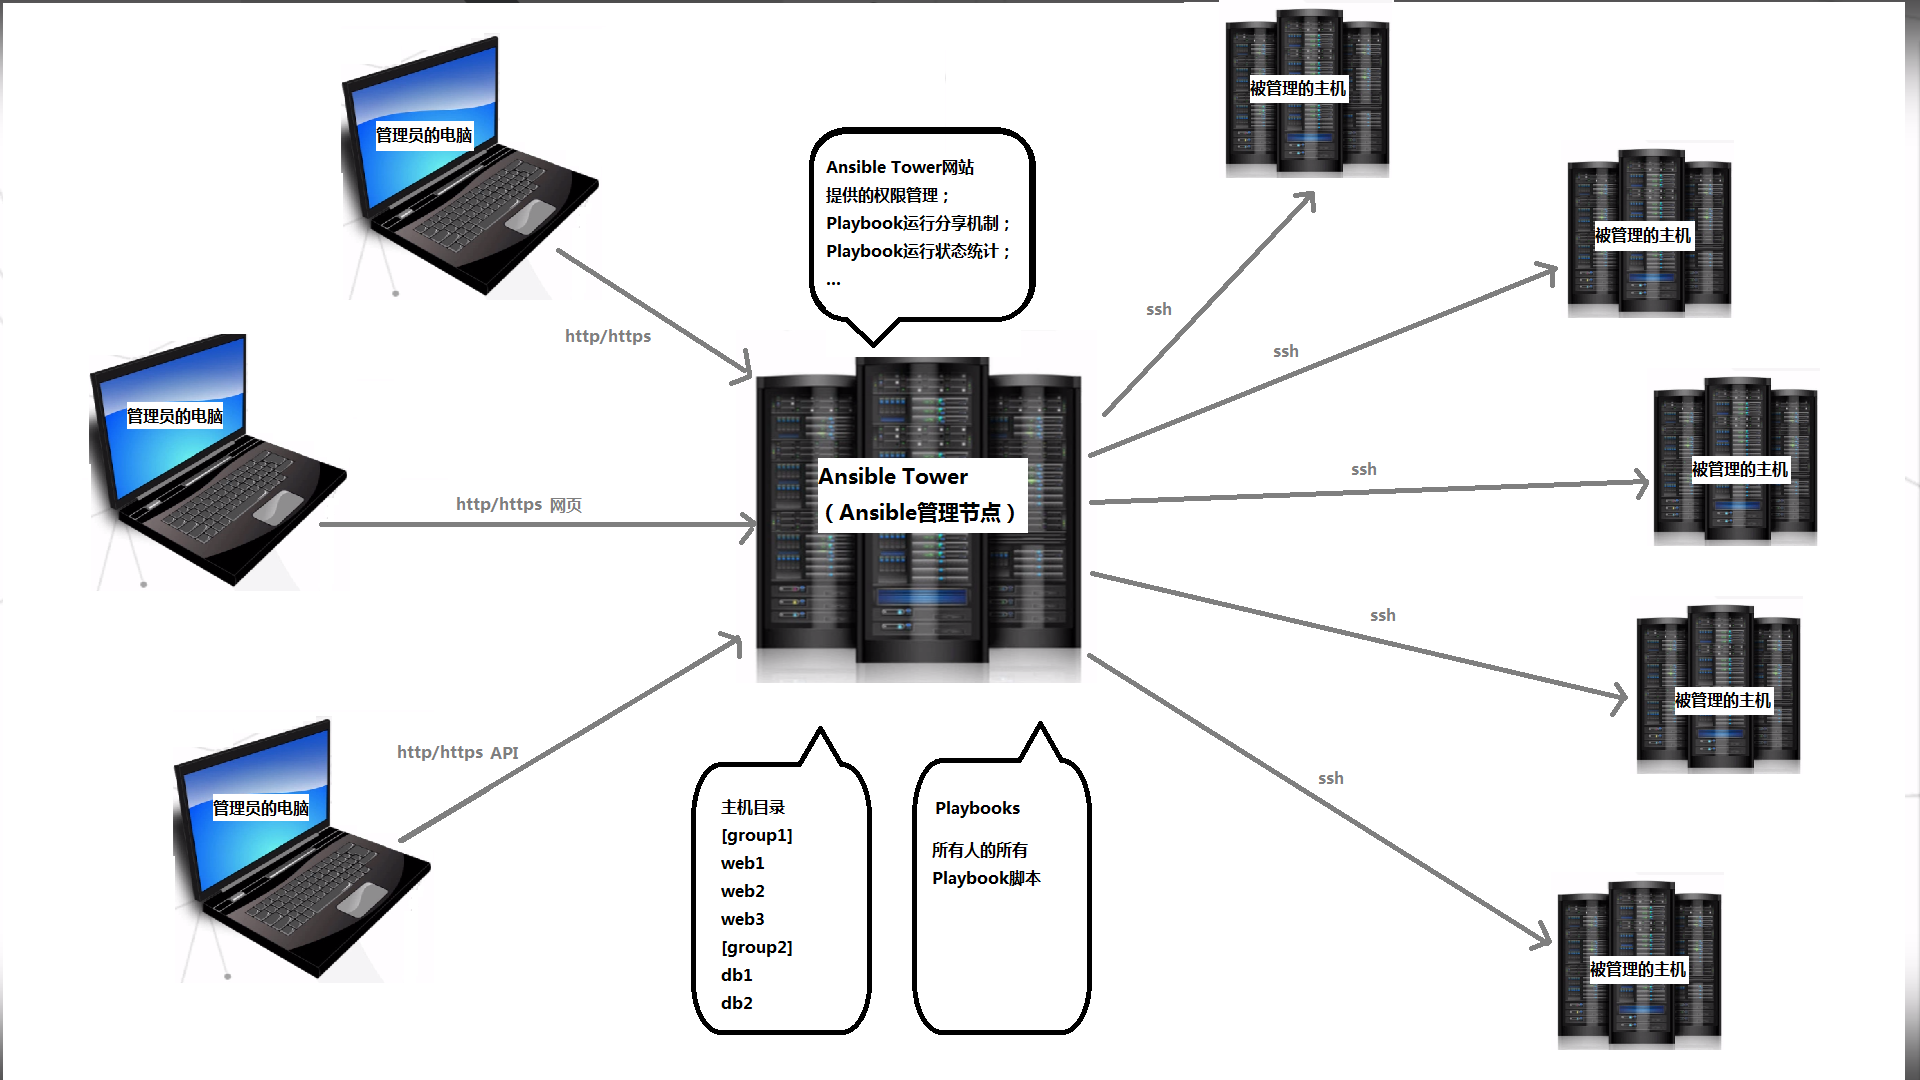 管理员的电脑
http/https
管理员的电脑
http/https 网页
管理员的电脑
http/https API
Ansible Tower网站
提供的权限管理；
Playbook运行分享机制；
Playbook运行状态统计；
...
Ansible Tower
（Ansible管理节点）
主机目录
[group1]
web1
web2
web3
[group2]
db1
db2
Playbooks
所有人的所有
Playbook脚本
ssh
被管理的主机
ssh
被管理的主机
ssh
被管理的主机
ssh
被管理的主机
ssh
被管理的主机